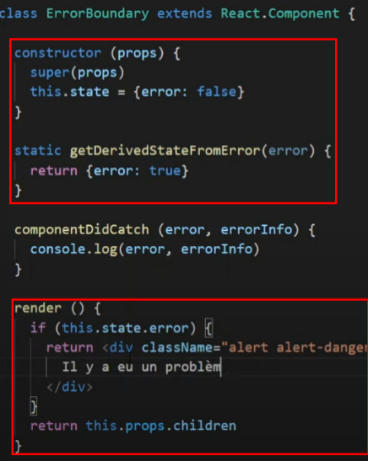 class ErrorBoundary extends React.Component {
constructor (props) {
super(props)
this.state = {error: false}
}
static getDerivedStateFromError(error) {
return {error: true}
}
componentDidCatch (error, errorInfo) {
console.log(error, errorInfo)
}
render () {
if (this.state.error) {
return <div className="alert alert-danger
Il y a eu un problèm
</div>
}
return this.props.children
}